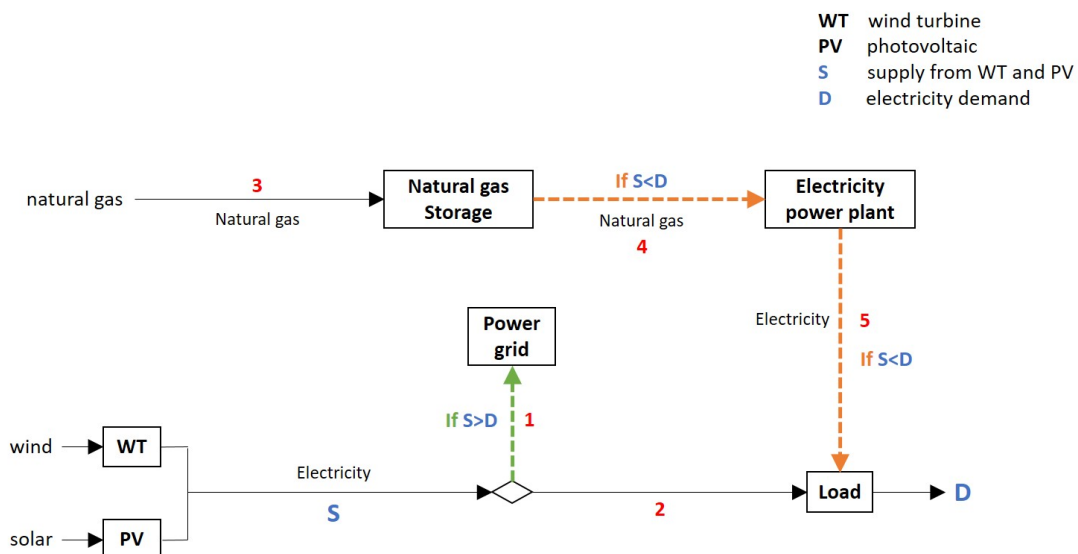 WT wind turbine
PV photovoltaic
S supply from WT and PV
D electricity demand
3
natural gas
Natural gas
Natural gas
Storage
If S<D
Natural gas
4
Electricity
power plant
Electricity
5
If S<D
Power
grid
If S>D
1
wind
WT
solar
PV
Electricity
S
2
Load
D